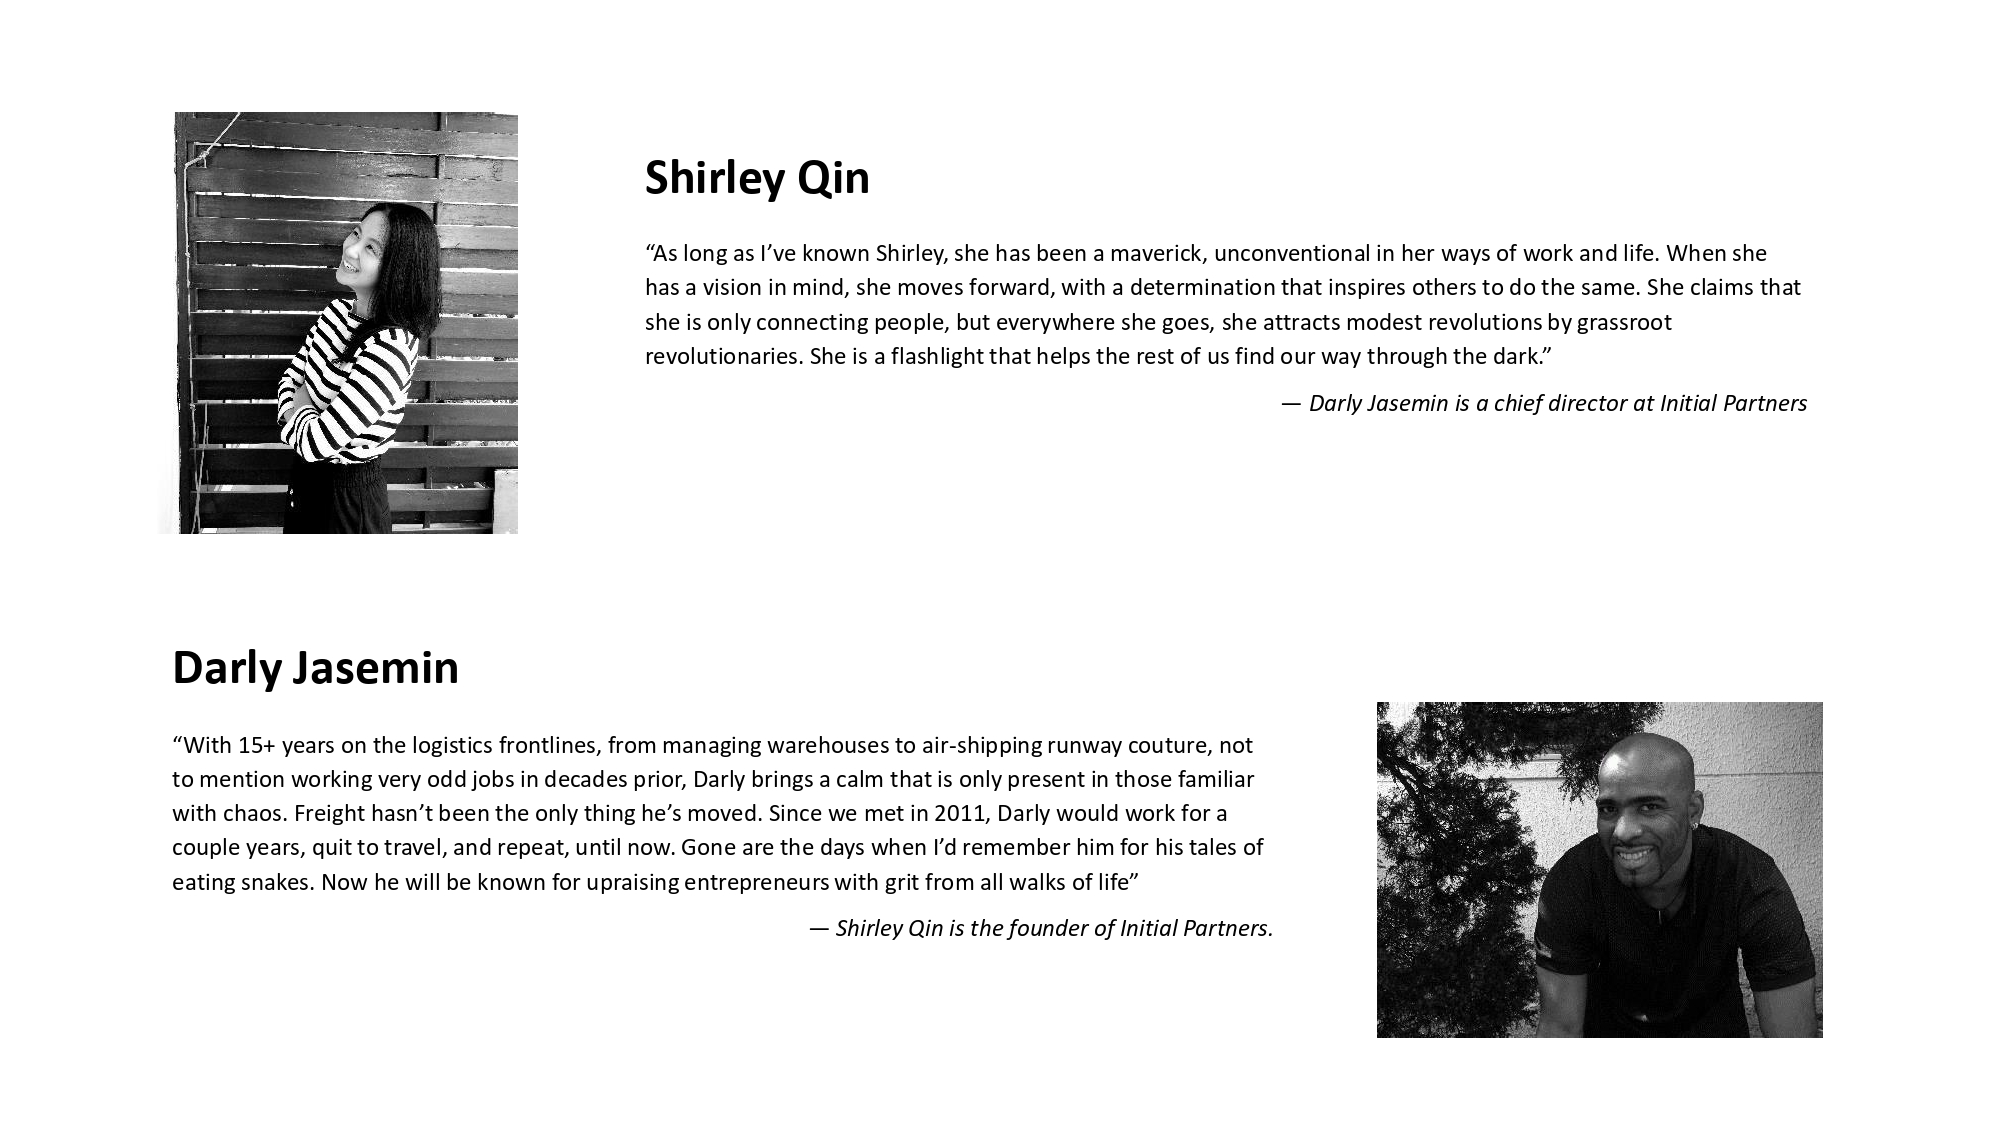 Shirley Qin
“As long as I’ve known Shirley, she has been a maverick, unconventional in her ways of work and life. When she
has a vision in mind, she moves forward, with a determination that inspires others to do the same. She claims that
she is only connecting people, but everywhere she goes, she attracts modest revolutions by grassroot
revolutionaries. She is a flashlight that helps the rest of us find our way through the dark.”
— Darly Jasemin is a chief director at Initial Partners
Darly Jasemin
“With 15+ years on the logistics frontlines, from managing warehouses to air-shipping runway couture, not
to mention working very odd jobs in decades prior, Darly brings a calm that is only present in those familiar
with chaos. Freight hasn’t been the only thing he’s moved. Since we met in 2011, Darly would work for a
couple years, quit to travel, and repeat, until now. Gone are the days when I’d remember him for his tales of
eating snakes. Now he will be known for upraising entrepreneurs with grit from all walks of life”
— Shirley Qin is the founder of Initial Partners.